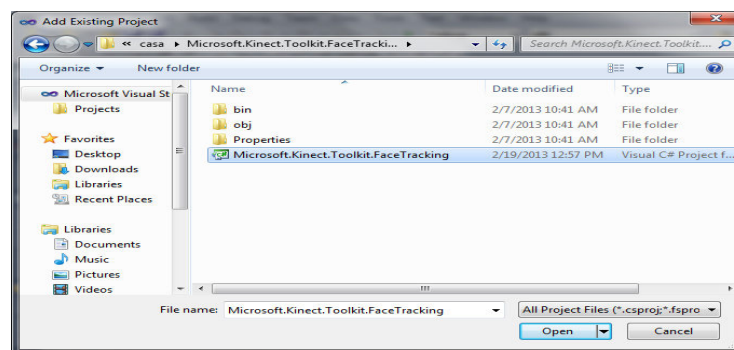 Add Existing Project
« casa ▸ Microsoft.Kinect.Toolkit.FaceTracki... ▸
Search Microsoft.Kinect.Toolkit....
Organize New folder
Microsoft Visual St
Projects
Favorites
Desktop
Downloads
Libraries
Recent Places
Libraries
Documents
Music
Pictures
Videos
Name Date modified Type
bin 2/7/2013 10:41 AM File folder
obj 2/7/2013 10:41 AM File folder
Properties 2/7/2013 10:41 AM File folder
Microsoft.Kinect.Toolkit.FaceTracking 2/19/2013 12:57 PM Visual C# Project f...
File name: Microsoft.Kinect.Toolkit.FaceTracking All Project Files (*.csproj;*.fspro
Open Cancel